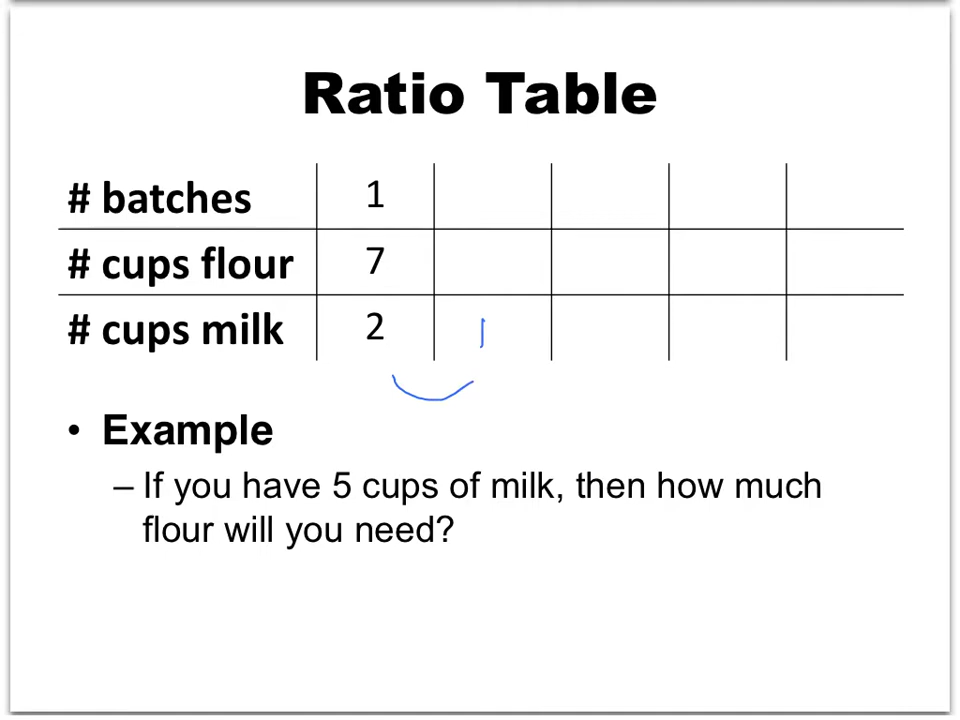 Ratio Table
# batches 1
# cups flour 7
# cups milk 2
• Example
– If you have 5 cups of milk, then how much
flour will you need?